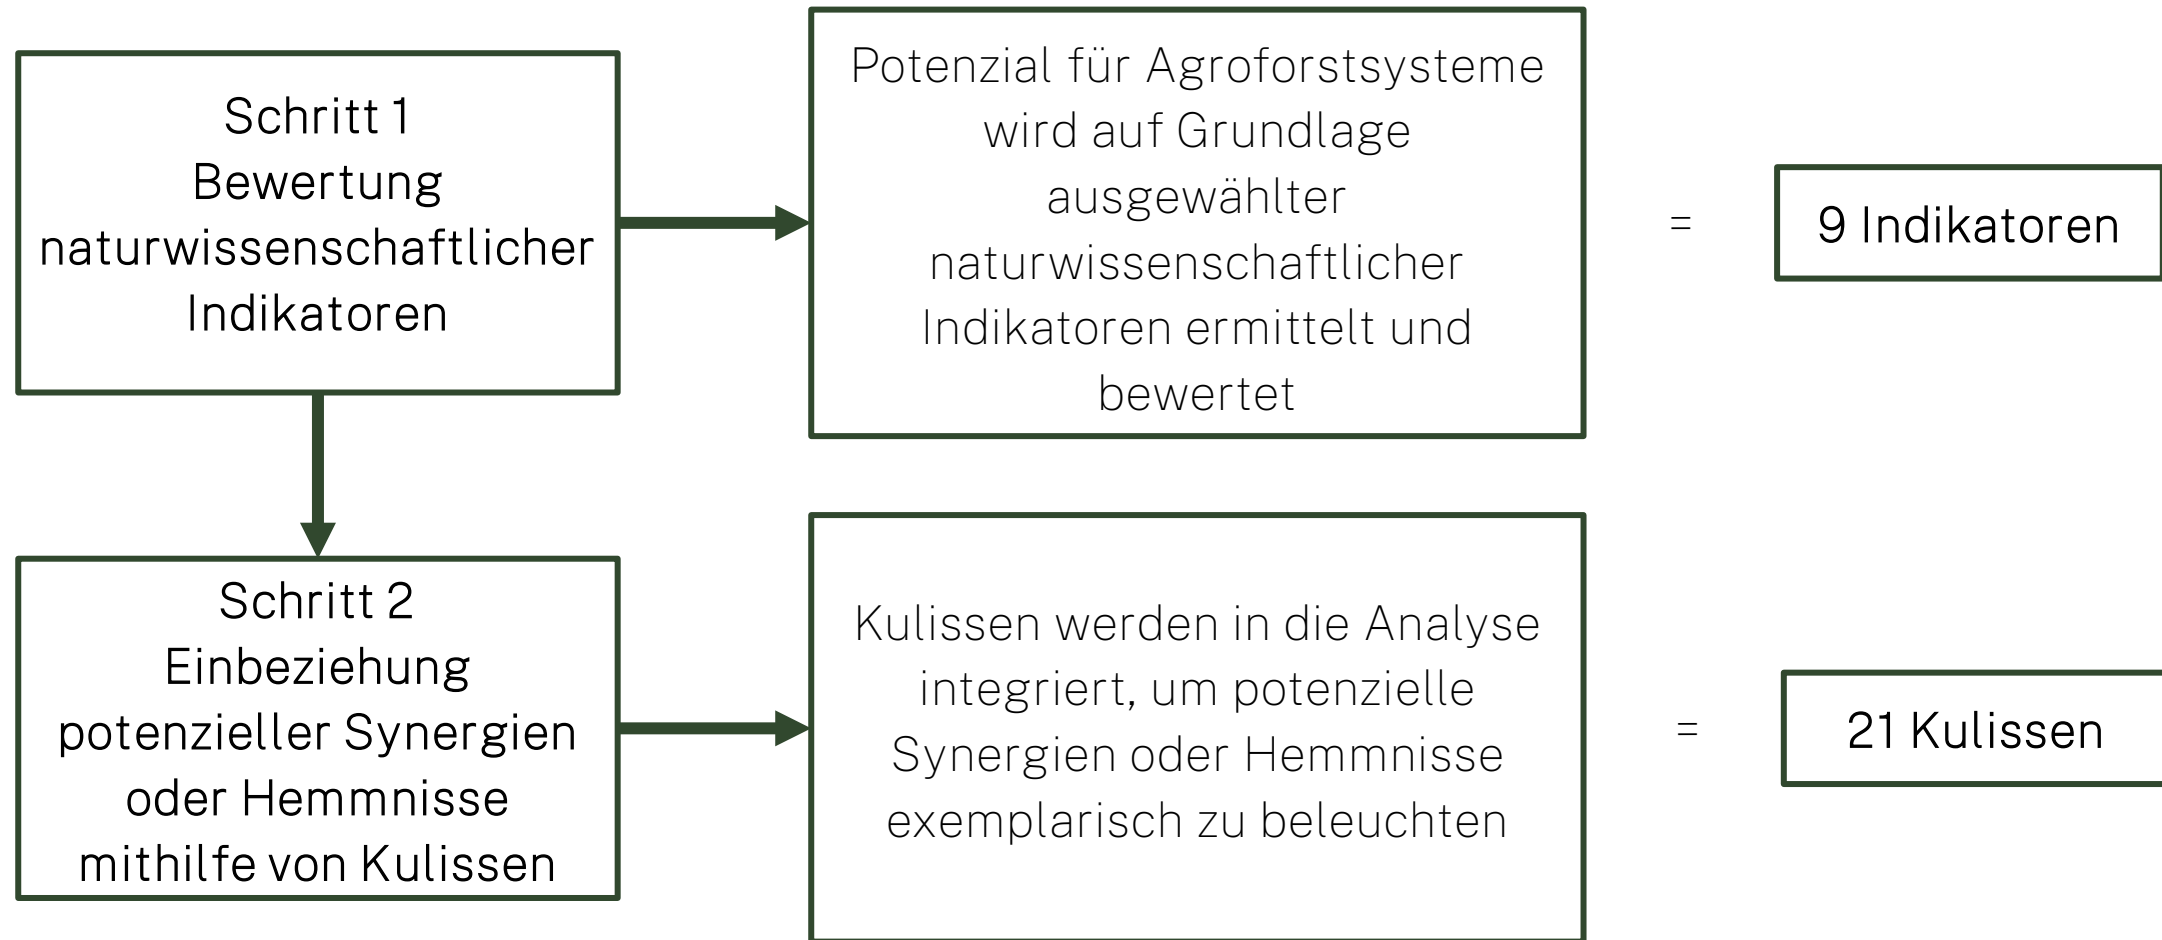 Schritt 1
Bewertung
naturwissenschaftlicher
Indikatoren
Potenzial für Agroforstsysteme
wird auf Grundlage
ausgewählter
naturwissenschaftlicher
Indikatoren ermittelt und
bewertet
=
9 Indikatoren
Schritt 2
Einbeziehung
potenzieller Synergien
oder Hemmnisse
mithilfe von Kulissen
Kulissen werden in die Analyse
integriert, um potenzielle
Synergien oder Hemmnisse
exemplarisch zu beleuchten
=
21 Kulissen